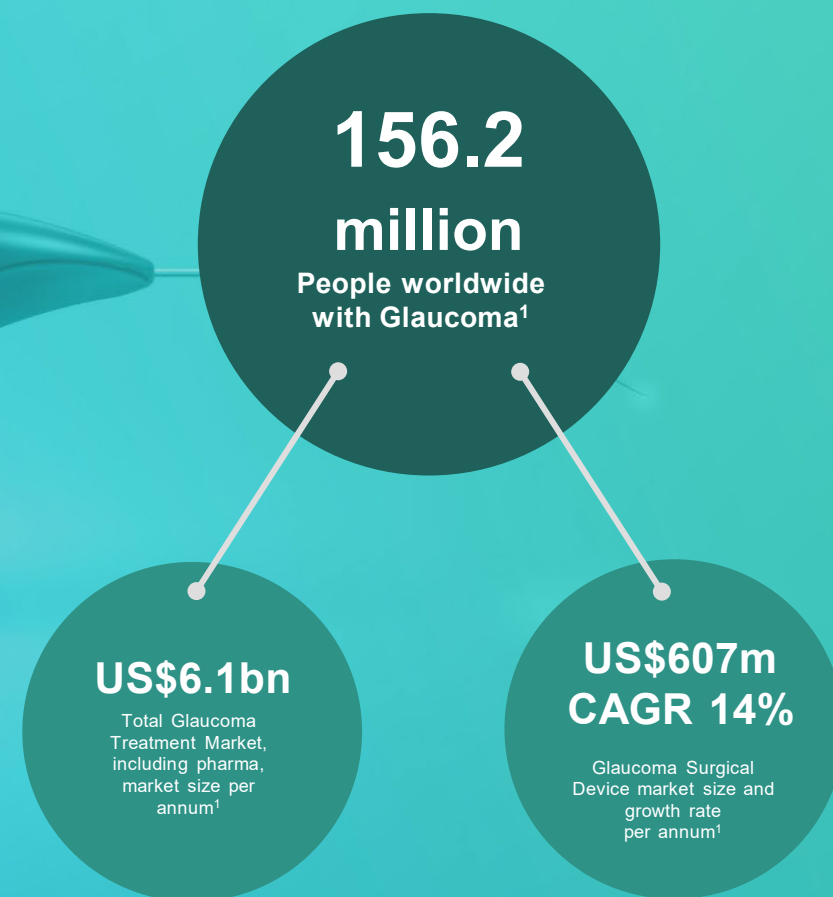 156.2
million
People worldwide
with Glaucoma¹
US$6.1bn
Total Glaucoma
Treatment Market,
including pharma,
market size per
annum¹
US$607m
CAGR 14%
Glaucoma Surgical
Device market size and
growth rate
per annum¹